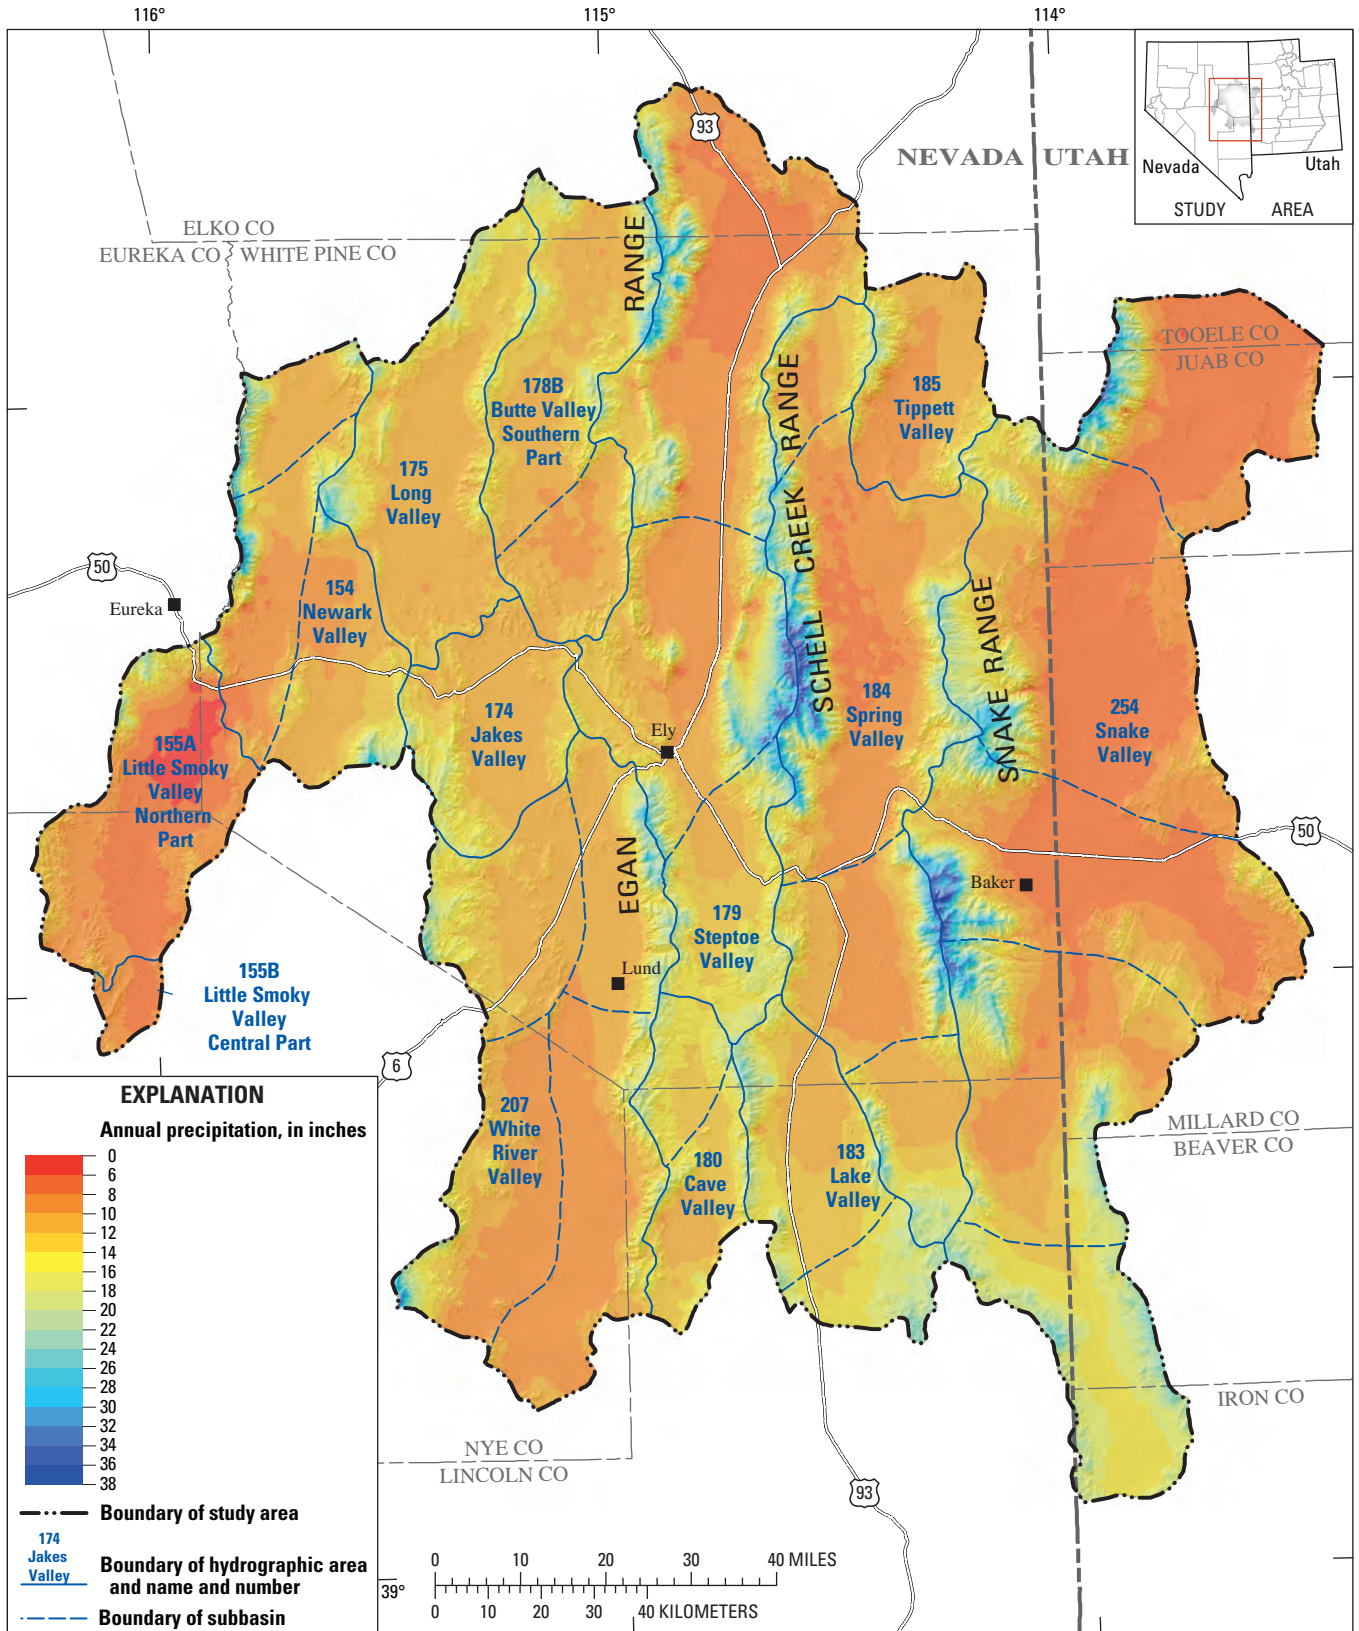 116°
115°
114°
93
NEVADA
UTAH
Nevada
Utah
STUDY AREA
ELKO CO
EUREKA CO
WHITE PINE CO
RANGE
TOOELE CO
JUAB CO
185
Tippett
Valley
178B
Butte Valley
Southern
Part
175
Long
Valley
SCHELL CREEK RANGE
50
Eureka
154
Newark
Valley
SNAKE RANGE
184
Spring
Valley
254
Snake
Valley
174
Jakes
Valley
Ely
155A
Little Smoky
Valley
Northern
Part
50
EGAN
Baker
179
Steptoe
Valley
Lund
155B
Little Smoky
Valley
Central Part
6
207
White
River
Valley
180
Cave
Valley
183
Lake
Valley
MILLARD CO
BEAVER CO
IRON CO
NYE CO
LINCOLN CO
93
EXPLANATION
Annual precipitation, in inches
0
6
8
10
12
14
16
18
20
22
24
26
28
30
32
34
36
38
Boundary of study area
174
Jakes
Valley
Boundary of hydrographic area
and name and number
Boundary of subbasin
39°
0 10 20 30 40 MILES
0 10 20 30 40 KILOMETERS